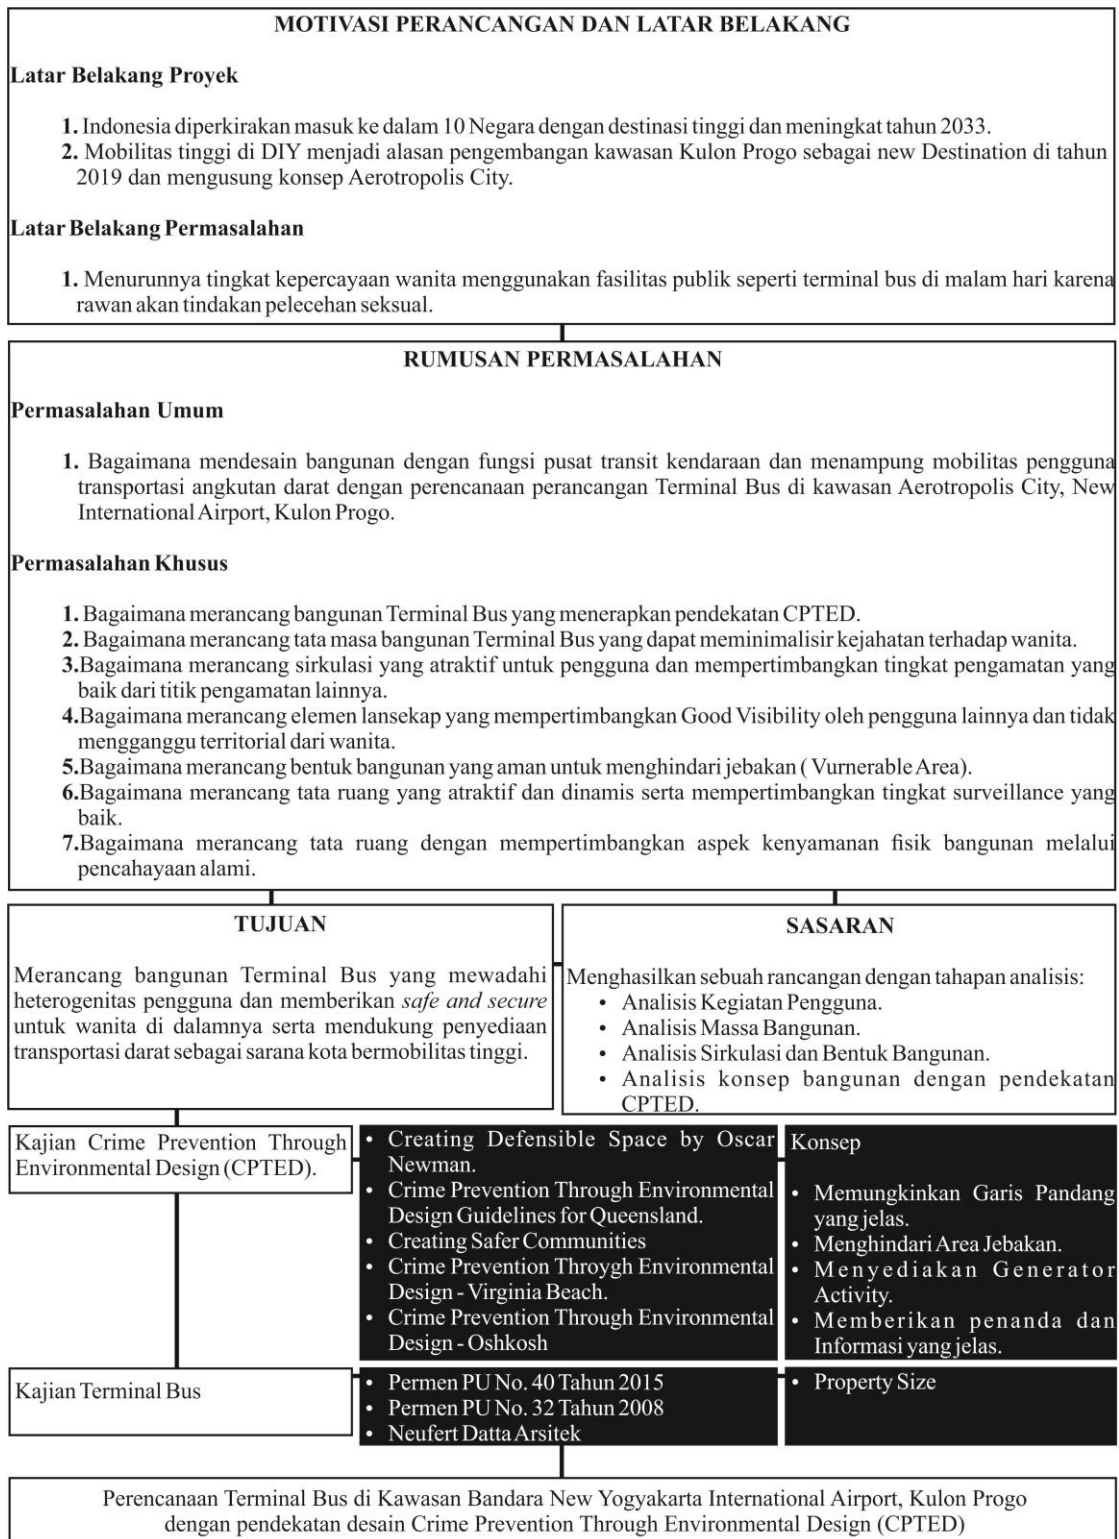 MOTIVASI PERANCANGAN DAN LATAR BELAKANG
Latar Belakang Proyek
1. Indonesia diperkirakan masuk ke dalam 10 Negara dengan destinasi tinggi dan meningkat tahun 2033.
2. Mobilitas tinggi di DIY menjadi alasan pengembangan kawasan Kulon Progo sebagai new Destination di tahun
2019 dan mengusung konsep Aerotropolis City.
Latar Belakang Permasalahan
1. Menurunnya tingkat kepercayaan wanita menggunakan fasilitas publik seperti terminal bus di malam hari karena
rawan akan tindakan pelecehan seksual.
RUMUSAN PERMASALAHAN
Permasalahan Umum
1. Bagaimana mendesain bangunan dengan fungsi pusat transit kendaraan dan menampung mobilitas pengguna
transportasi angkutan darat dengan perencanaan perancangan Terminal Bus di kawasan Aerotropolis City, New
International Airport, Kulon Progo.
Permasalahan Khusus
1. Bagaimana merancang bangunan Terminal Bus yang menerapkan pendekatan CPTED.
2. Bagaimana merancang tata masa bangunan Terminal Bus yang dapat meminimalisir kejahatan terhadap wanita.
3.Bagaimana merancang sirkulasi yang atraktif untuk pengguna dan mempertimbangkan tingkat pengamatan yang
baik dari titik pengamatan lainnya.
4.Bagaimana merancang elemen lansekap yang mempertimbangkan Good Visibility oleh pengguna lainnya dan tidak
mengganggu territorial dari wanita.
5.Bagaimana merancang bentuk bangunan yang aman untuk menghindari jebakan ( Vurnerable Area).
6.Bagaimana merancang tata ruang yang atraktif dan dinamis serta mempertimbangkan tingkat surveillance yang
baik.
7.Bagaimana merancang tata ruang dengan mempertimbangkan aspek kenyamanan fisik bangunan melalui
pencahayaan alami.
TUJUAN
Merancang bangunan Terminal Bus yang mewadahi
heterogenitas pengguna dan memberikan safe and secure
untuk wanita di dalamnya serta mendukung penyediaan
transportasi darat sebagai sarana kota bermobilitas tinggi.
SASARAN
Menghasilkan sebuah rancangan dengan tahapan analisis:
• Analisis Kegiatan Pengguna.
• Analisis Massa Bangunan.
• Analisis Sirkulasi dan Bentuk Bangunan.
• Analisis konsep bangunan dengan pendekatan
CPTED.
Kajian Crime Prevention Through
Environmental Design (CPTED).
• Creating Defensible Space by Oscar
Newman.
• Crime Prevention Through Environmental
Design Guidelines for Queensland.
• Creating Safer Communities
• Crime Prevention Throygh Environmental
Design - Virginia Beach.
• Crime Prevention Through Environmental
Design - Oshkosh
Konsep
• Memungkinkan Garis Pandang
yang jelas.
• Menghindari Area Jebakan.
• Menyediakan Generator
Activity.
• Memberikan penanda dan
Informasi yang jelas.
Kajian Terminal Bus
• Permen PU No. 40 Tahun 2015
• Permen PU No. 32 Tahun 2008
• Neufert Datta Arsitek
• Property Size
Perencanaan Terminal Bus di Kawasan Bandara New Yogyakarta International Airport, Kulon Progo
dengan pendekatan desain Crime Prevention Through Environmental Design (CPTED)